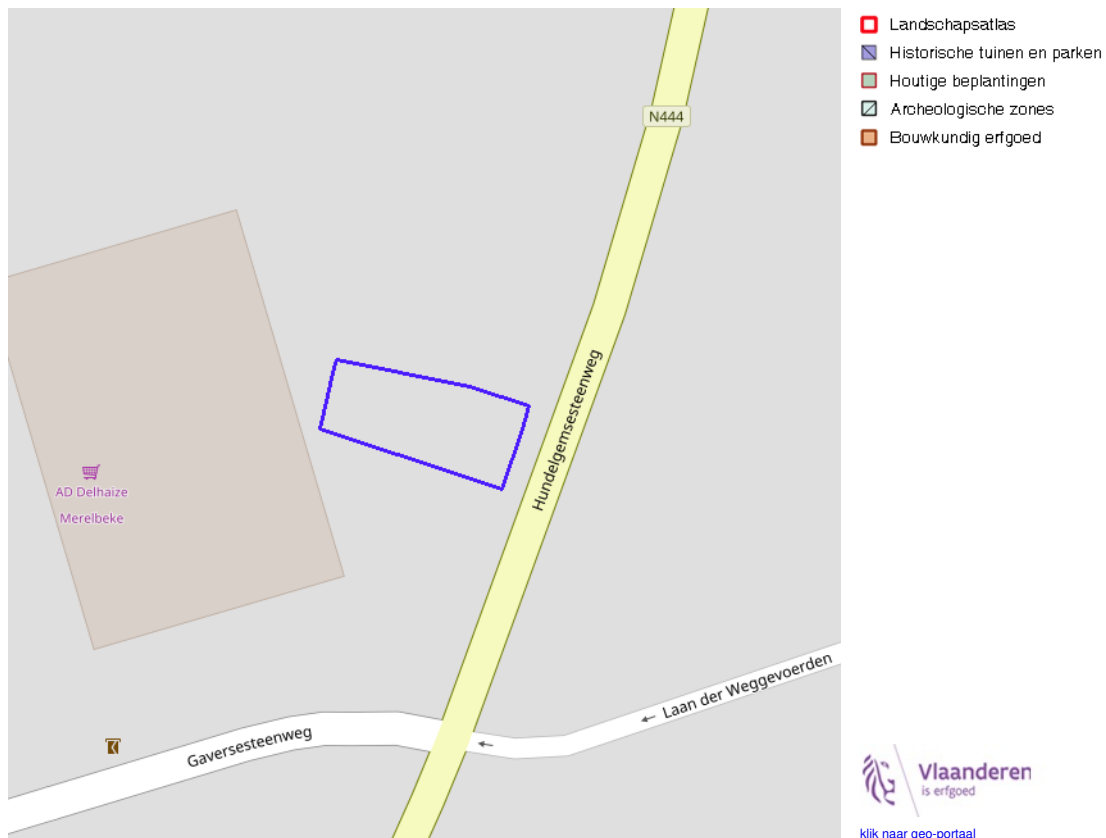 N444
Hundelgemsesteenweg
AD Delhaize
Merelbeke
Laan der Weggevoerden
Gaversesteenweg
Landschapsatlas
Historische tuinen en parken
Houtige beplantingen
Archeologische zones
Bouwkundig erfgoed
Vlaanderen
is erfgoed
klik naar geo-portaal